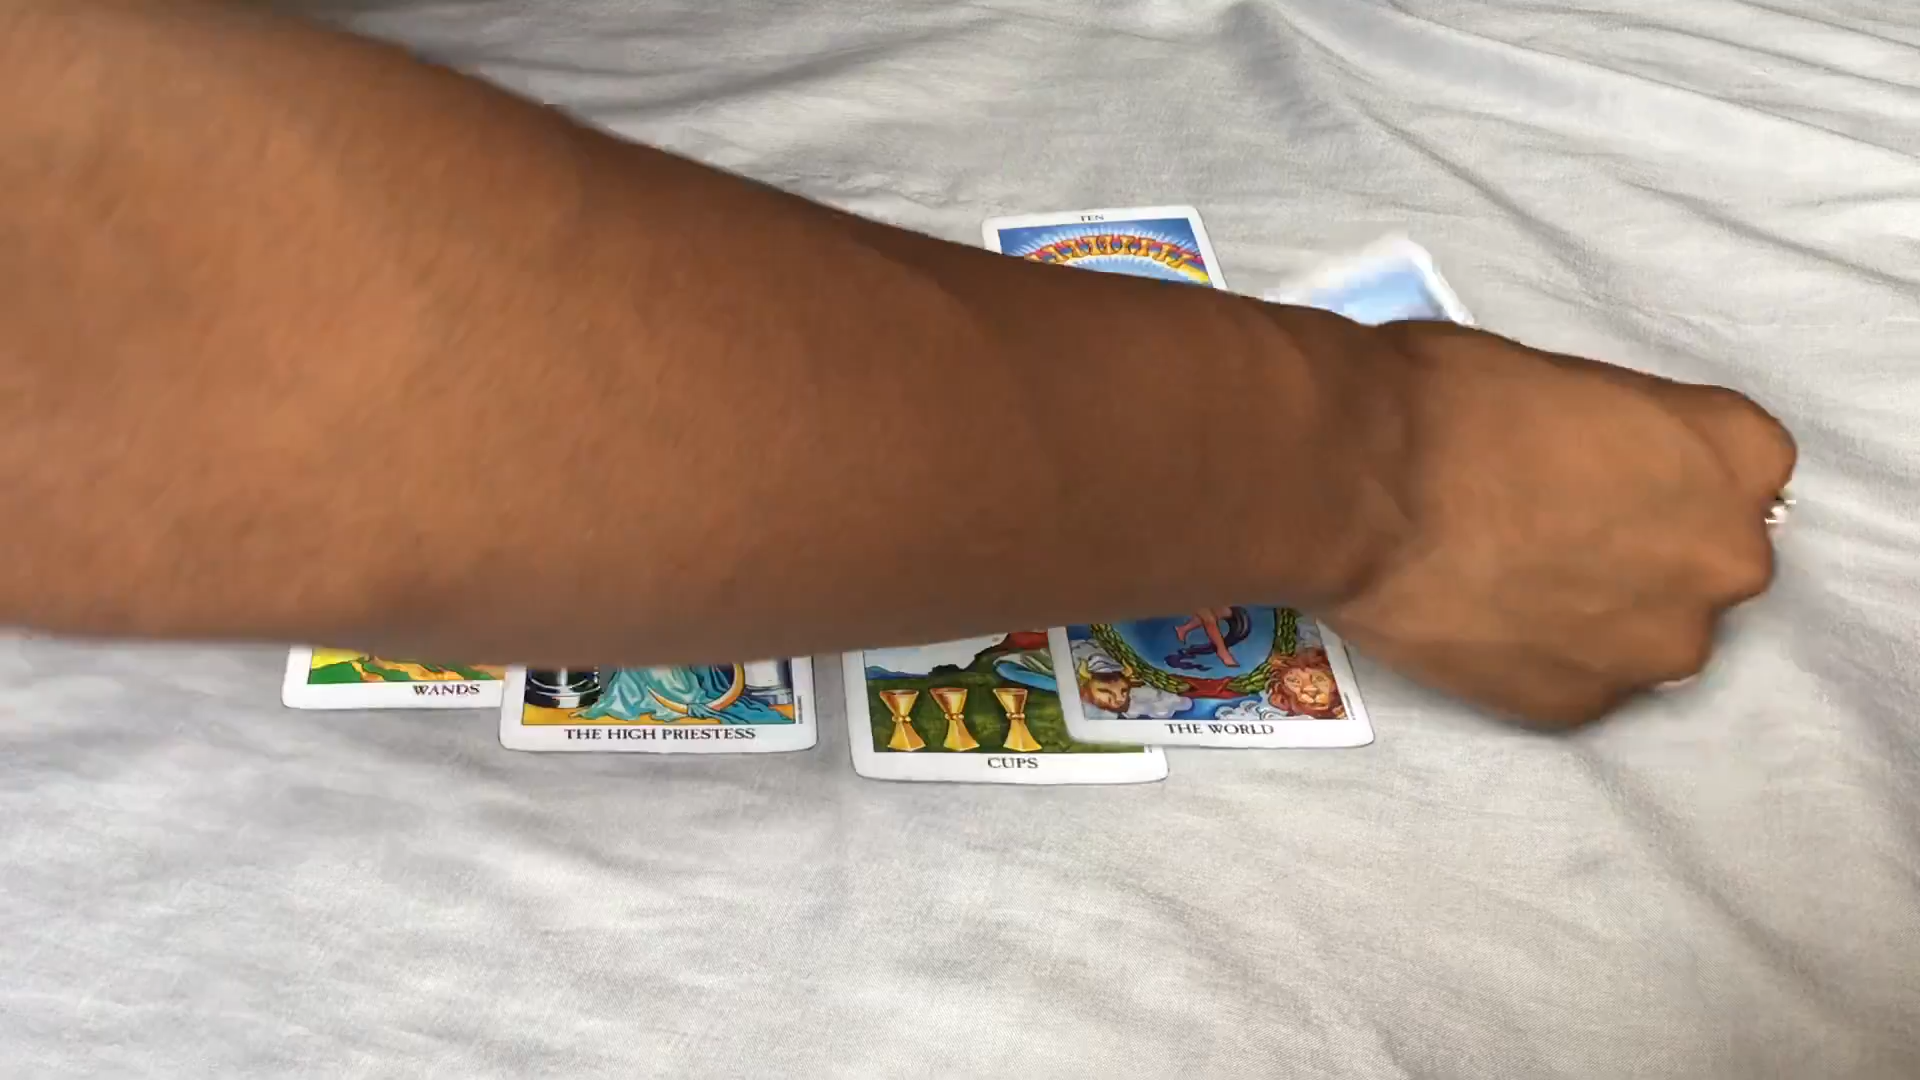 TEN
WANDS
THE HIGH PRIESTESS
CUPS
THE WORLD